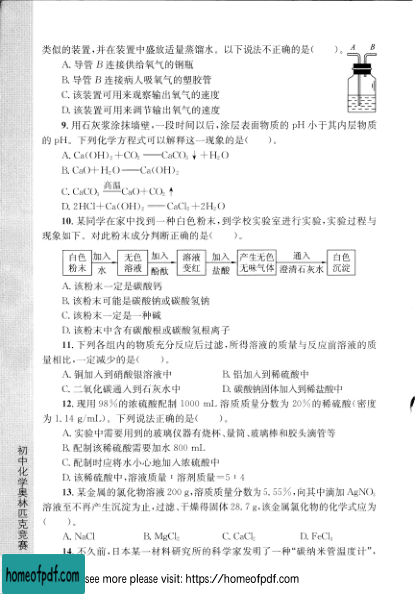 类似的装置,并在装置中盛放适量蒸馏水。以下说法不正确的是(　　)。
A B
A. 导管 B 连接供给氧气的钢瓶
B. 导管 B 连接病人吸氧气的塑胶管
C. 该装置可用来观察输出氧气的速度
D. 该装置可用来调节输出氧气的速度
9. 用石灰浆涂抹墙壁,一段时间以后,涂层表面物质的 pH 小于其内层物质
的 pH。下列化学方程式可以解释这一现象的是(　　)。
A. Ca(OH)₂+CO₂══CaCO₃↓+H₂O
B. CaO+H₂O══Ca(OH)₂
C. CaCO₃ 高温══ CaO+CO₂↑
D. 2HCl+Ca(OH)₂══CaCl₂+2H₂O
10. 某同学在家中找到一种白色粉末,到学校实验室进行实验,实验过程与
现象如下。对此粉末成分判断正确的是(　　)。
白色粉末 加入水 无色溶液 加入酚酞 溶液变红 加入盐酸 产生无色无味气体 通入澄清石灰水 白色沉淀
A. 该粉末一定是碳酸钙
B. 该粉末可能是碳酸钠或碳酸氢钠
C. 该粉末一定是一种碱
D. 该粉末中含有碳酸根或碳酸氢根离子
11. 下列各组内的物质充分反应后过滤,所得溶液的质量与反应前溶液的质
量相比,一定减少的是(　　)。
A. 铜加入到硝酸银溶液中 B. 铝加入到稀硫酸中
C. 二氧化碳通入到石灰水中 D. 碳酸钠固体加入到稀盐酸中
12. 现用 98%的浓硫酸配制 1000 mL 溶质质量分数为 20%的稀硫酸(密度
为 1.14 g/mL)。下列说法正确的是(　　)。
A. 实验中需要用到的玻璃仪器有烧杯、量筒、玻璃棒和胶头滴管等
B. 配制该稀硫酸需要加水 800 mL
C. 配制时应将水小心地加入浓硫酸中
D. 该稀硫酸中,溶液质量∶溶剂质量=5∶4
13. 某金属的氯化物溶液 200 g,溶质质量分数为 5.55%,向其中滴加 AgNO₃
溶液至不再产生沉淀为止,过滤、干燥得固体 28.7 g,该金属氯化物的化学式应为
(　　)。
A. NaCl B. MgCl₂ C. CaCl₂ D. FeCl₃
14. 不久前,日本某一材料研究所的科学家发明了一种“碳纳米管温度计”,
初中化学奥林匹克竞赛
homeofpdf.com
see more please visit: https://homeofpdf.com